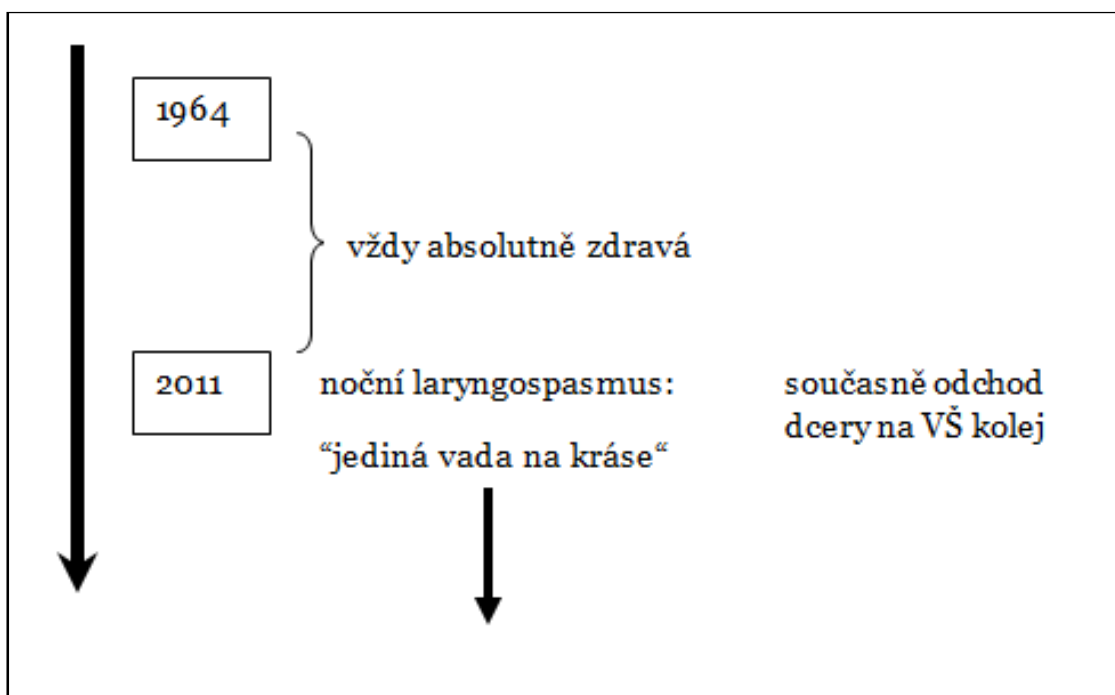 1964
vždy absolutně zdravá
2011
noční laryngospasmus:
“jediná vada na kráse“
současně odchod
dcery na VŠ kolej